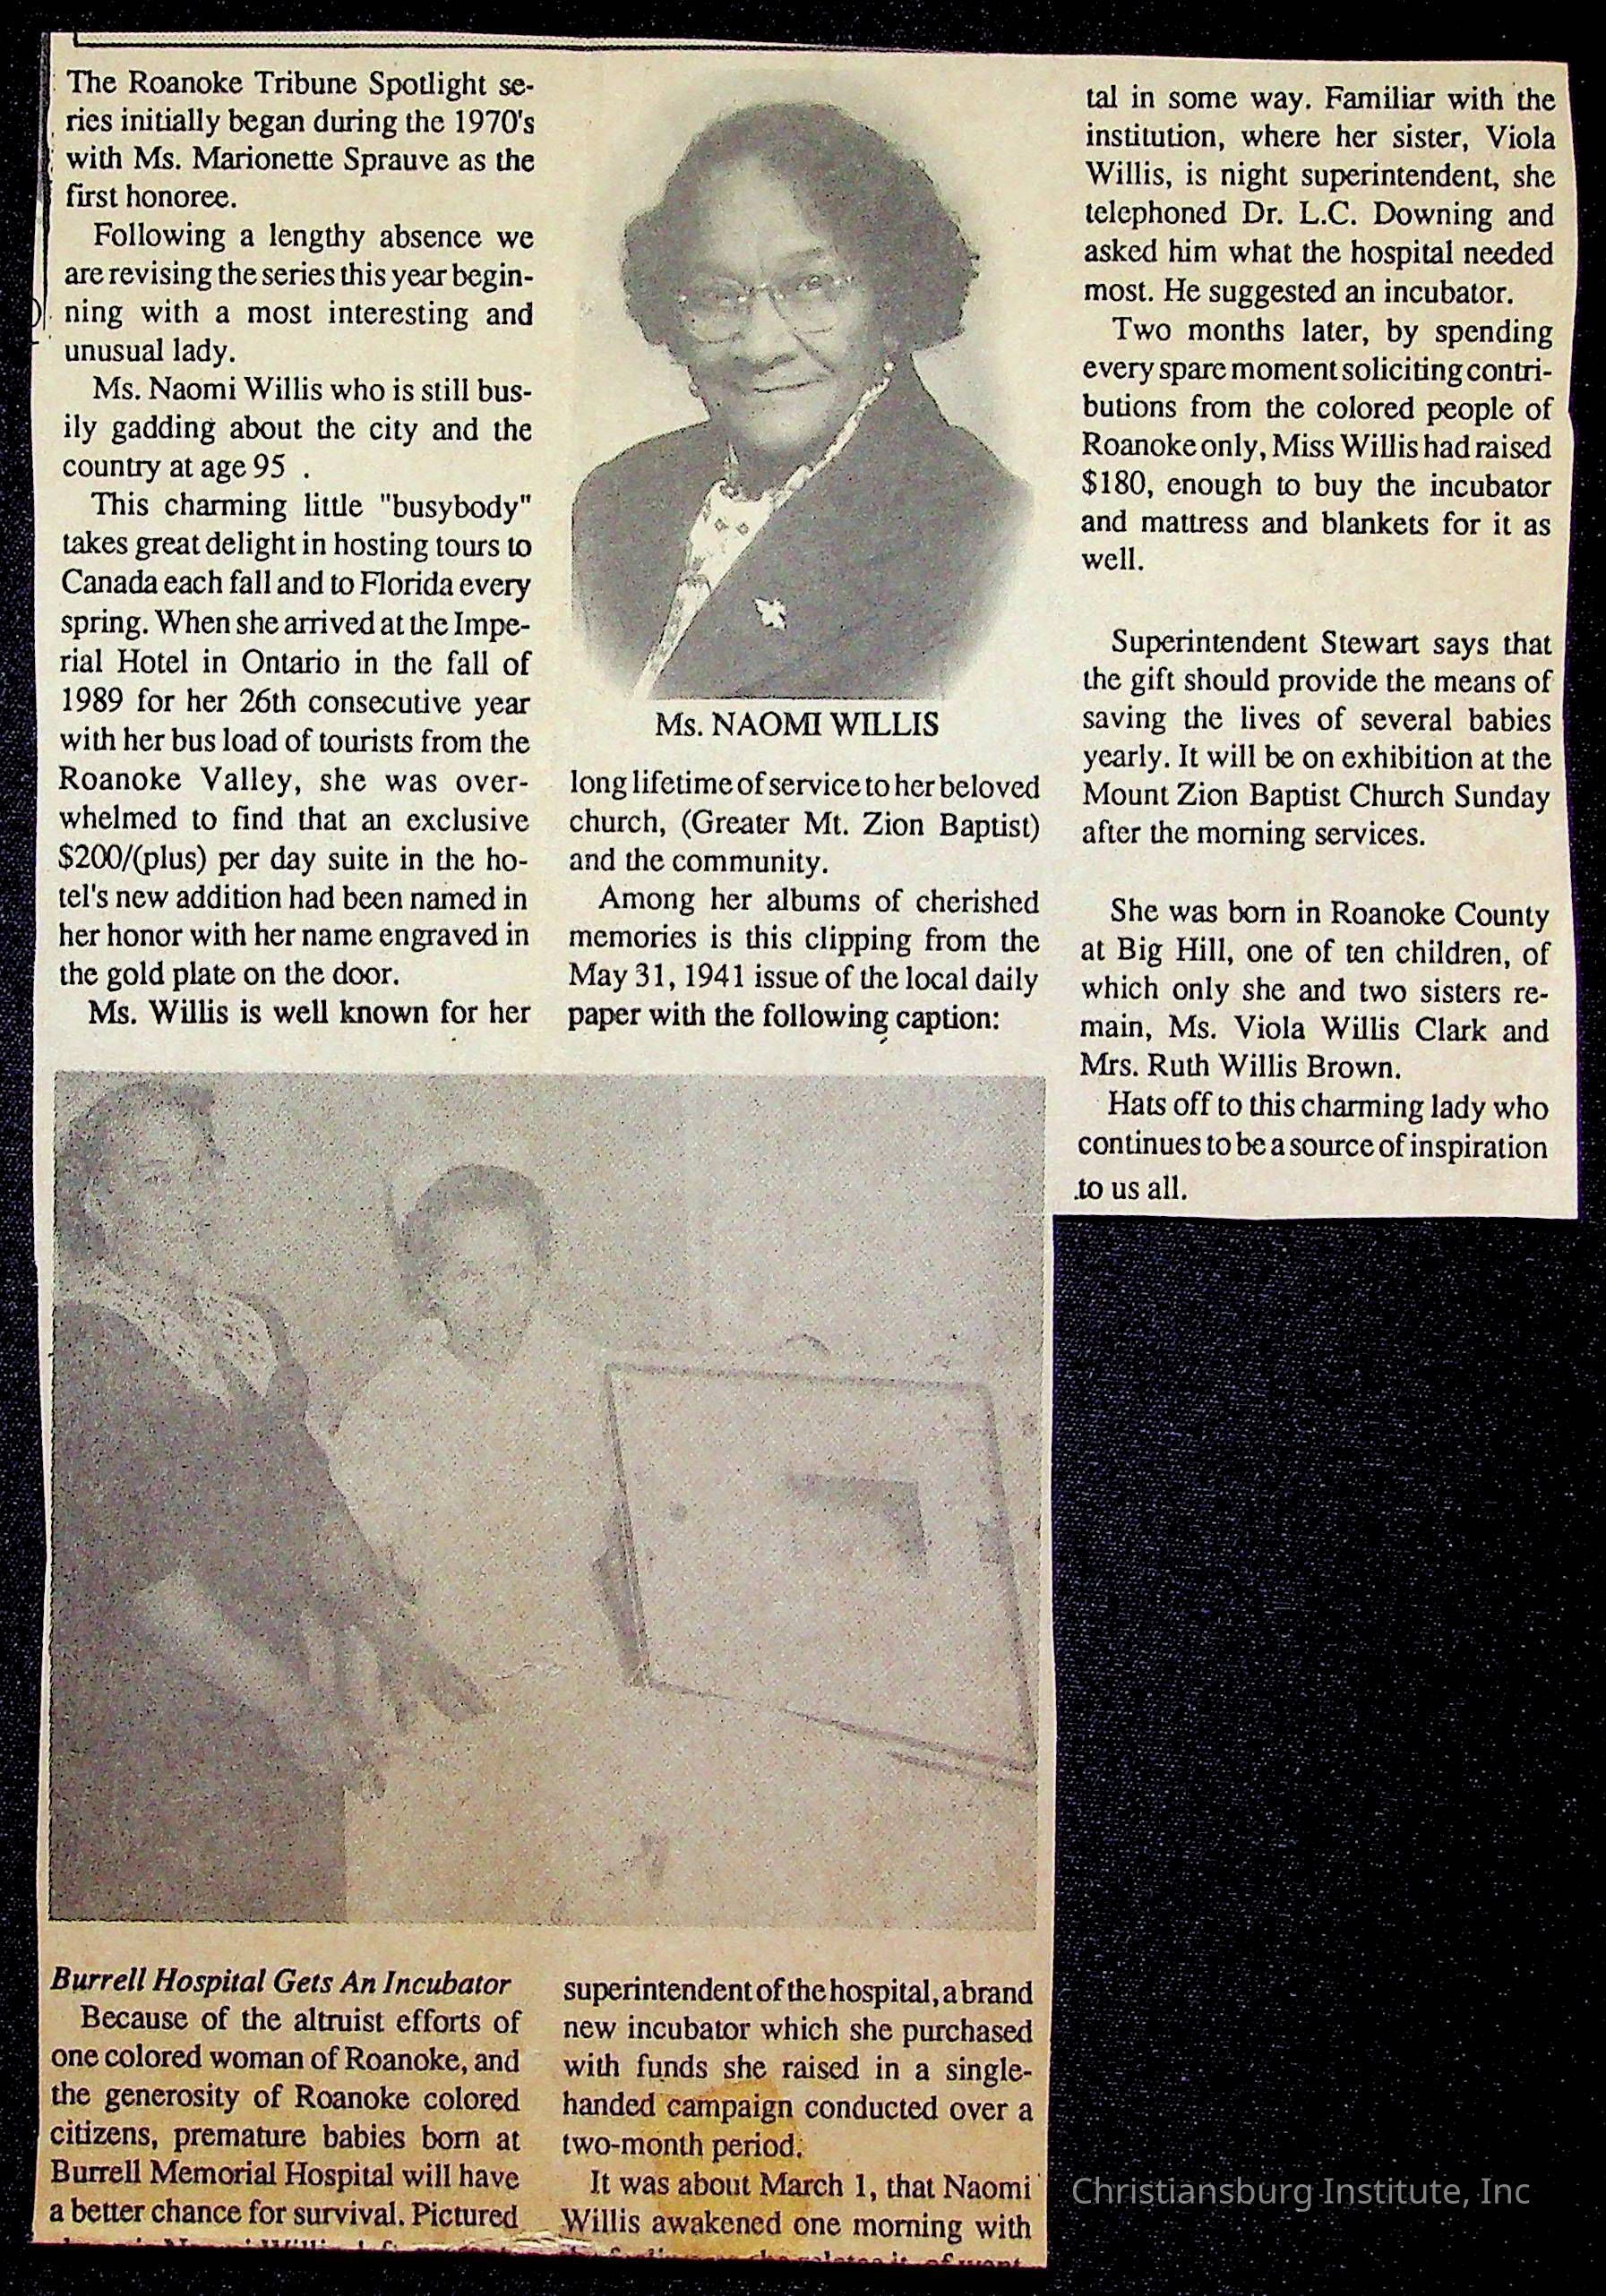 The Roanoke Tribune Spotlight se-
ries initially began during the 1970's
with Ms. Marionette Sprauve as the
first honoree.
Following a lengthy absence we
are revising the series this year begin-
ning with a most interesting and
unusual lady.
Ms. Naomi Willis who is still bus-
ily gadding about the city and the
country at age 95 .
This charming little "busybody"
takes great delight in hosting tours to
Canada each fall and to Florida every
spring. When she arrived at the Impe-
rial Hotel in Ontario in the fall of
1989 for her 26th consecutive year
with her bus load of tourists from the
Roanoke Valley, she was over-
whelmed to find that an exclusive
$200/(plus) per day suite in the ho-
tel's new addition had been named in
her honor with her name engraved in
the gold plate on the door.
Ms. Willis is well known for her
Ms. NAOMI WILLIS
long lifetime of service to her beloved
church, (Greater Mt. Zion Baptist)
and the community.
Among her albums of cherished
memories is this clipping from the
May 31, 1941 issue of the local daily
paper with the following caption:
Burrell Hospital Gets An Incubator
Because of the altruist efforts of
one colored woman of Roanoke, and
the generosity of Roanoke colored
citizens, premature babies born at
Burrell Memorial Hospital will have
a better chance for survival. Pictured
Naomi Willis, left,
superintendent of the hospital, a brand
new incubator which she purchased
with funds she raised in a single-
handed campaign conducted over a
two-month period.
It was about March 1, that Naomi
Willis awakened one morning with
the feeling, as she relates it, of want-
tal in some way. Familiar with the
institution, where her sister, Viola
Willis, is night superintendent, she
telephoned Dr. L.C. Downing and
asked him what the hospital needed
most. He suggested an incubator.
Two months later, by spending
every spare moment soliciting contri-
butions from the colored people of
Roanoke only, Miss Willis had raised
$180, enough to buy the incubator
and mattress and blankets for it as
well.
Superintendent Stewart says that
the gift should provide the means of
saving the lives of several babies
yearly. It will be on exhibition at the
Mount Zion Baptist Church Sunday
after the morning services.
She was born in Roanoke County
at Big Hill, one of ten children, of
which only she and two sisters re-
main, Ms. Viola Willis Clark and
Mrs. Ruth Willis Brown.
Hats off to this charming lady who
continues to be a source of inspiration
to us all.
Christiansburg Institute, Inc